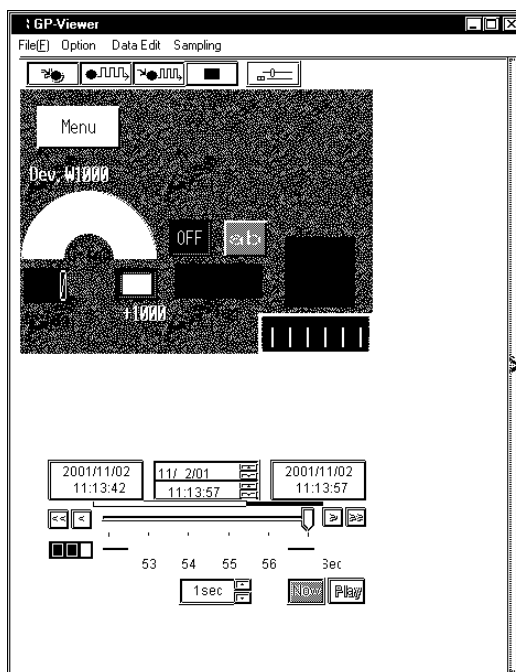 GP-Viewer
File(F) Option Data Edit Sampling
Menu
Dev, W1000
OFF ab
0
+1000
2001/11/02 11/ 2/01 2001/11/02
11:13:42 11:13:57 11:13:57
<< < > >>
53 54 55 56 Sec
1sec Now Play